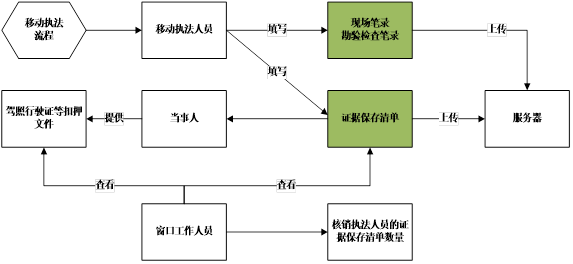 移动执法
流程
移动执法人员
填写
现场笔录
勘验检查笔录
上传
填写
驾照行驶证等扣押
文件
提供
当事人
证据保存清单
上传
服务器
查看
查看
窗口工作人员
核销执法人员的证
据保存清单数量